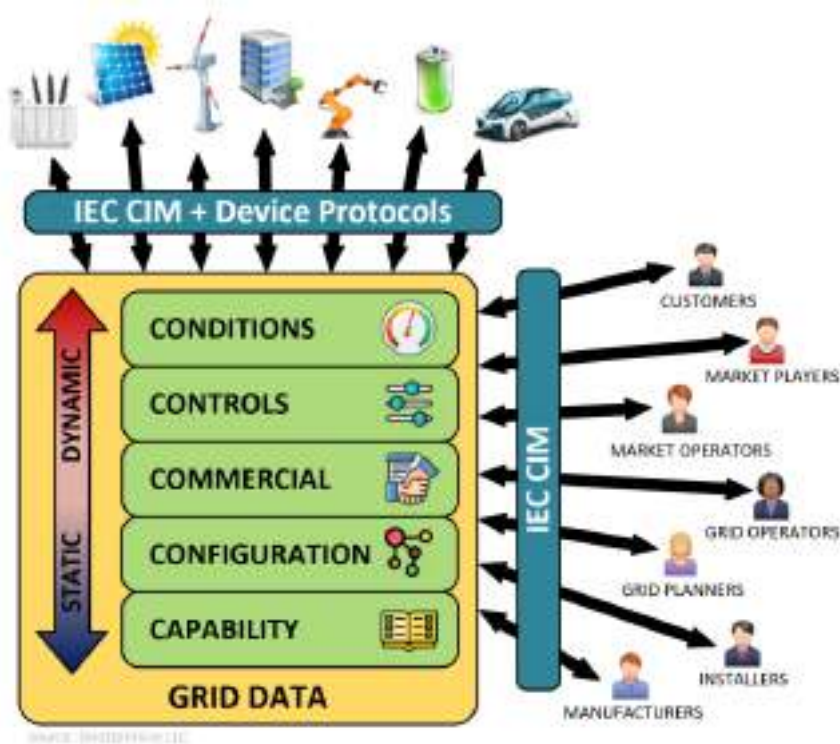 IEC CIM + Device Protocols
DYNAMIC
STATIC
CONDITIONS
CONTROLS
COMMERCIAL
CONFIGURATION
CAPABILITY
GRID DATA
IEC CIM
CUSTOMERS
MARKET PLAYERS
MARKET OPERATORS
GRID OPERATORS
GRID PLANNERS
INSTALLERS
MANUFACTURERS